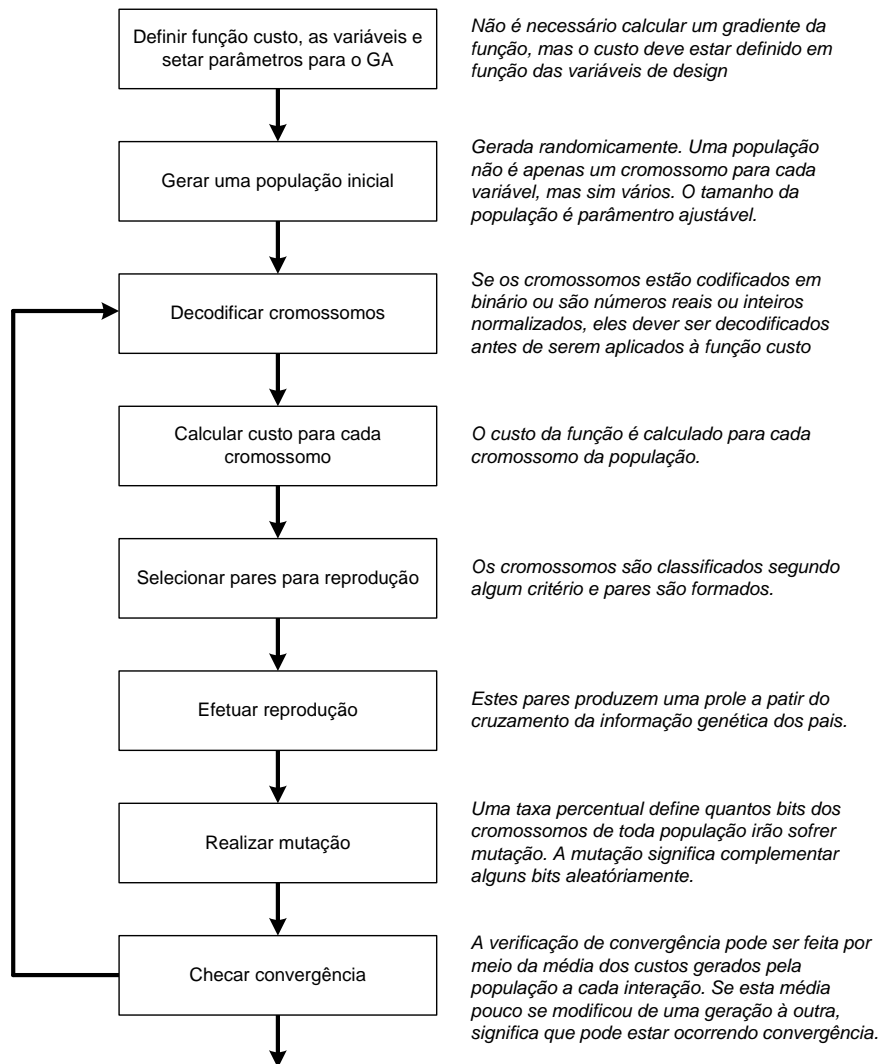 Definir função custo, as variáveis e
setar parâmetros para o GA
Não é necessário calcular um gradiente da
função, mas o custo deve estar definido em
função das variáveis de design
Gerar uma população inicial
Gerada randomicamente. Uma população
não é apenas um cromossomo para cada
variável, mas sim vários. O tamanho da
população é parâmentro ajustável.
Decodificar cromossomos
Se os cromossomos estão codificados em
binário ou são números reais ou inteiros
normalizados, eles dever ser decodificados
antes de serem aplicados à função custo
Calcular custo para cada
cromossomo
O custo da função é calculado para cada
cromossomo da população.
Selecionar pares para reprodução
Os cromossomos são classificados segundo
algum critério e pares são formados.
Efetuar reprodução
Estes pares produzem uma prole a patir do
cruzamento da informação genética dos pais.
Realizar mutação
Uma taxa percentual define quantos bits dos
cromossomos de toda população irão sofrer
mutação. A mutação significa complementar
alguns bits aleatóriamente.
Checar convergência
A verificação de convergência pode ser feita por
meio da média dos custos gerados pela
população a cada interação. Se esta média
pouco se modificou de uma geração à outra,
significa que pode estar ocorrendo convergência.